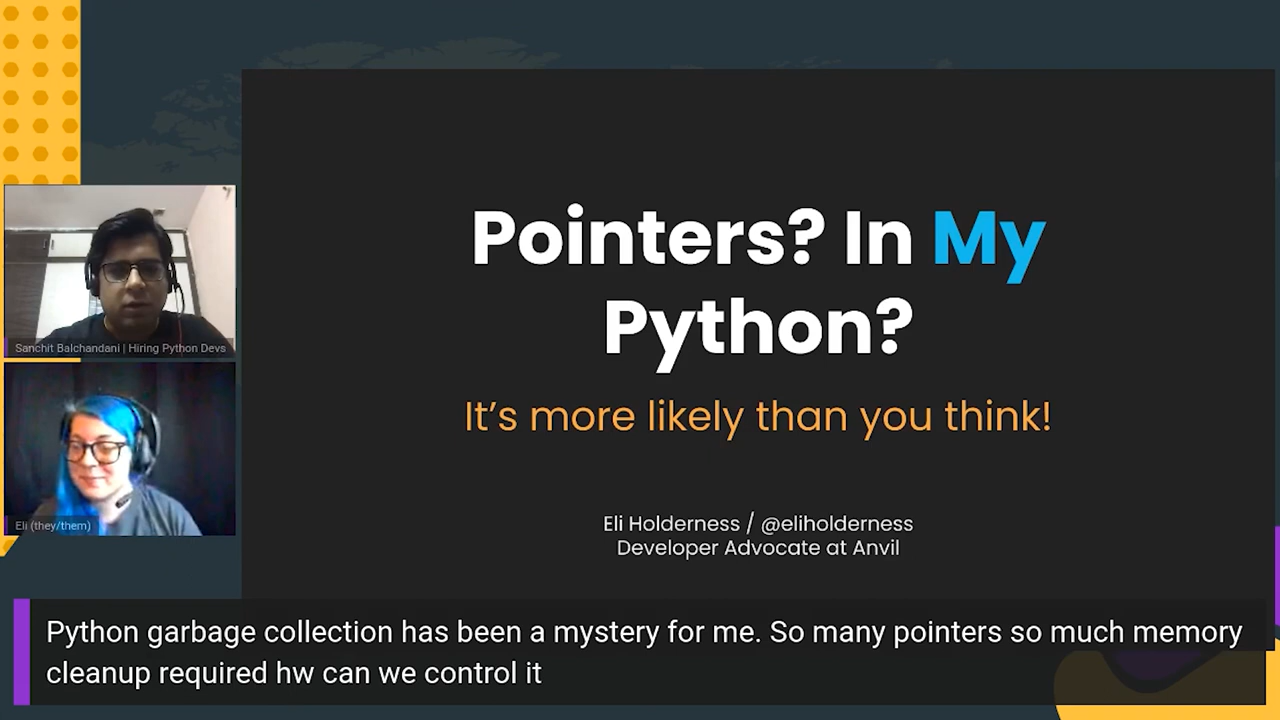 Pointers? In My
Python?
It's more likely than you think!
Eli Holderness / @eliholderness
Developer Advocate at Anvil
Sanchit Balchandani | Hiring Python Devs
Eli (they/them)
Python garbage collection has been a mystery for me. So many pointers so much memory
cleanup required hw can we control it